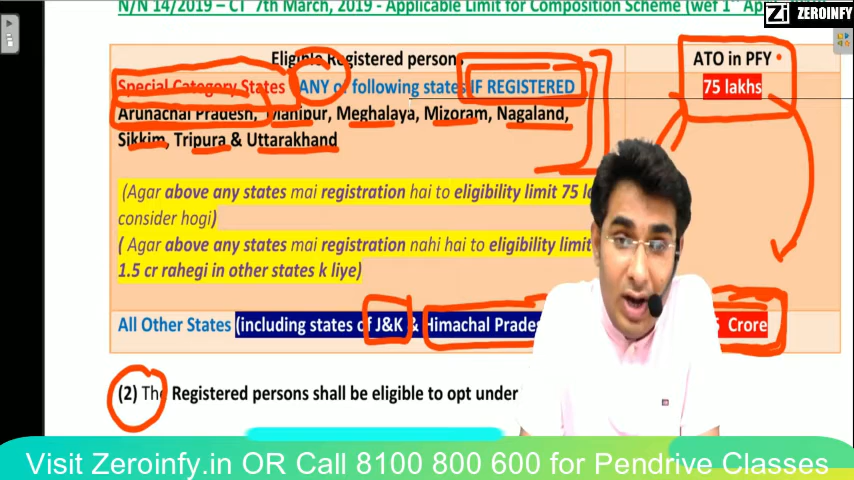 N/N 14/2019 – CT 7th March, 2019 - Applicable Limit for Composition Scheme (wef 1st
Zi ZEROINFY
Eligible Registered persons
ATO in PFY
Special Category States ANY of following states IF REGISTERED
75 lakhs
Arunachal Pradesh, Manipur, Meghalaya, Mizoram, Nagaland,
Sikkim, Tripura & Uttarakhand
(Agar above any states mai registration hai to eligibility limit 75
consider hogi)
( Agar above any states mai registration nahi hai to eligibility limit
1.5 cr rahegi in other states k liye)
All Other States (including states of J&K & Himachal
Crore
(2) The Registered persons shall be eligible to opt under
Visit Zeroinfy.in OR Call 8100 800 600 for Pendrive Classes